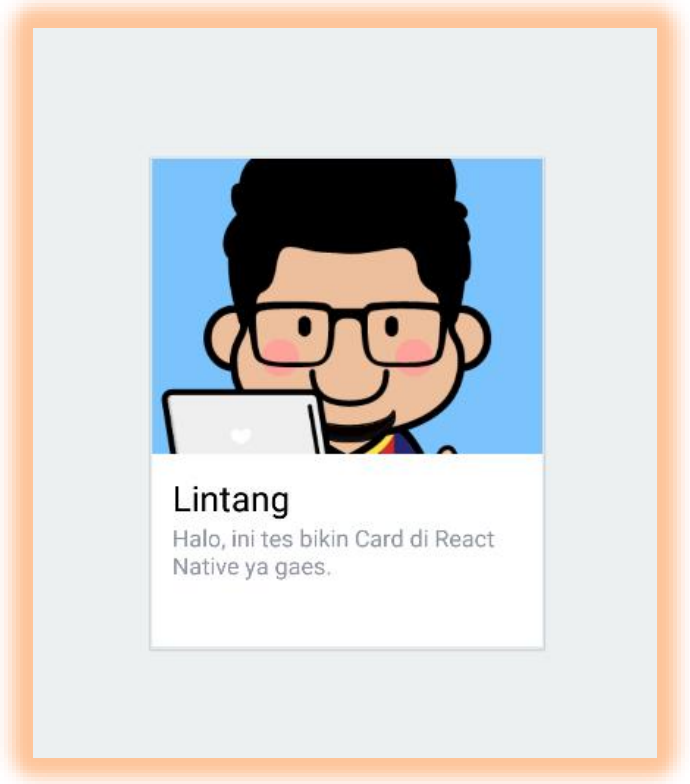 Lintang
Halo, ini tes bikin Card di React
Native ya gaes.